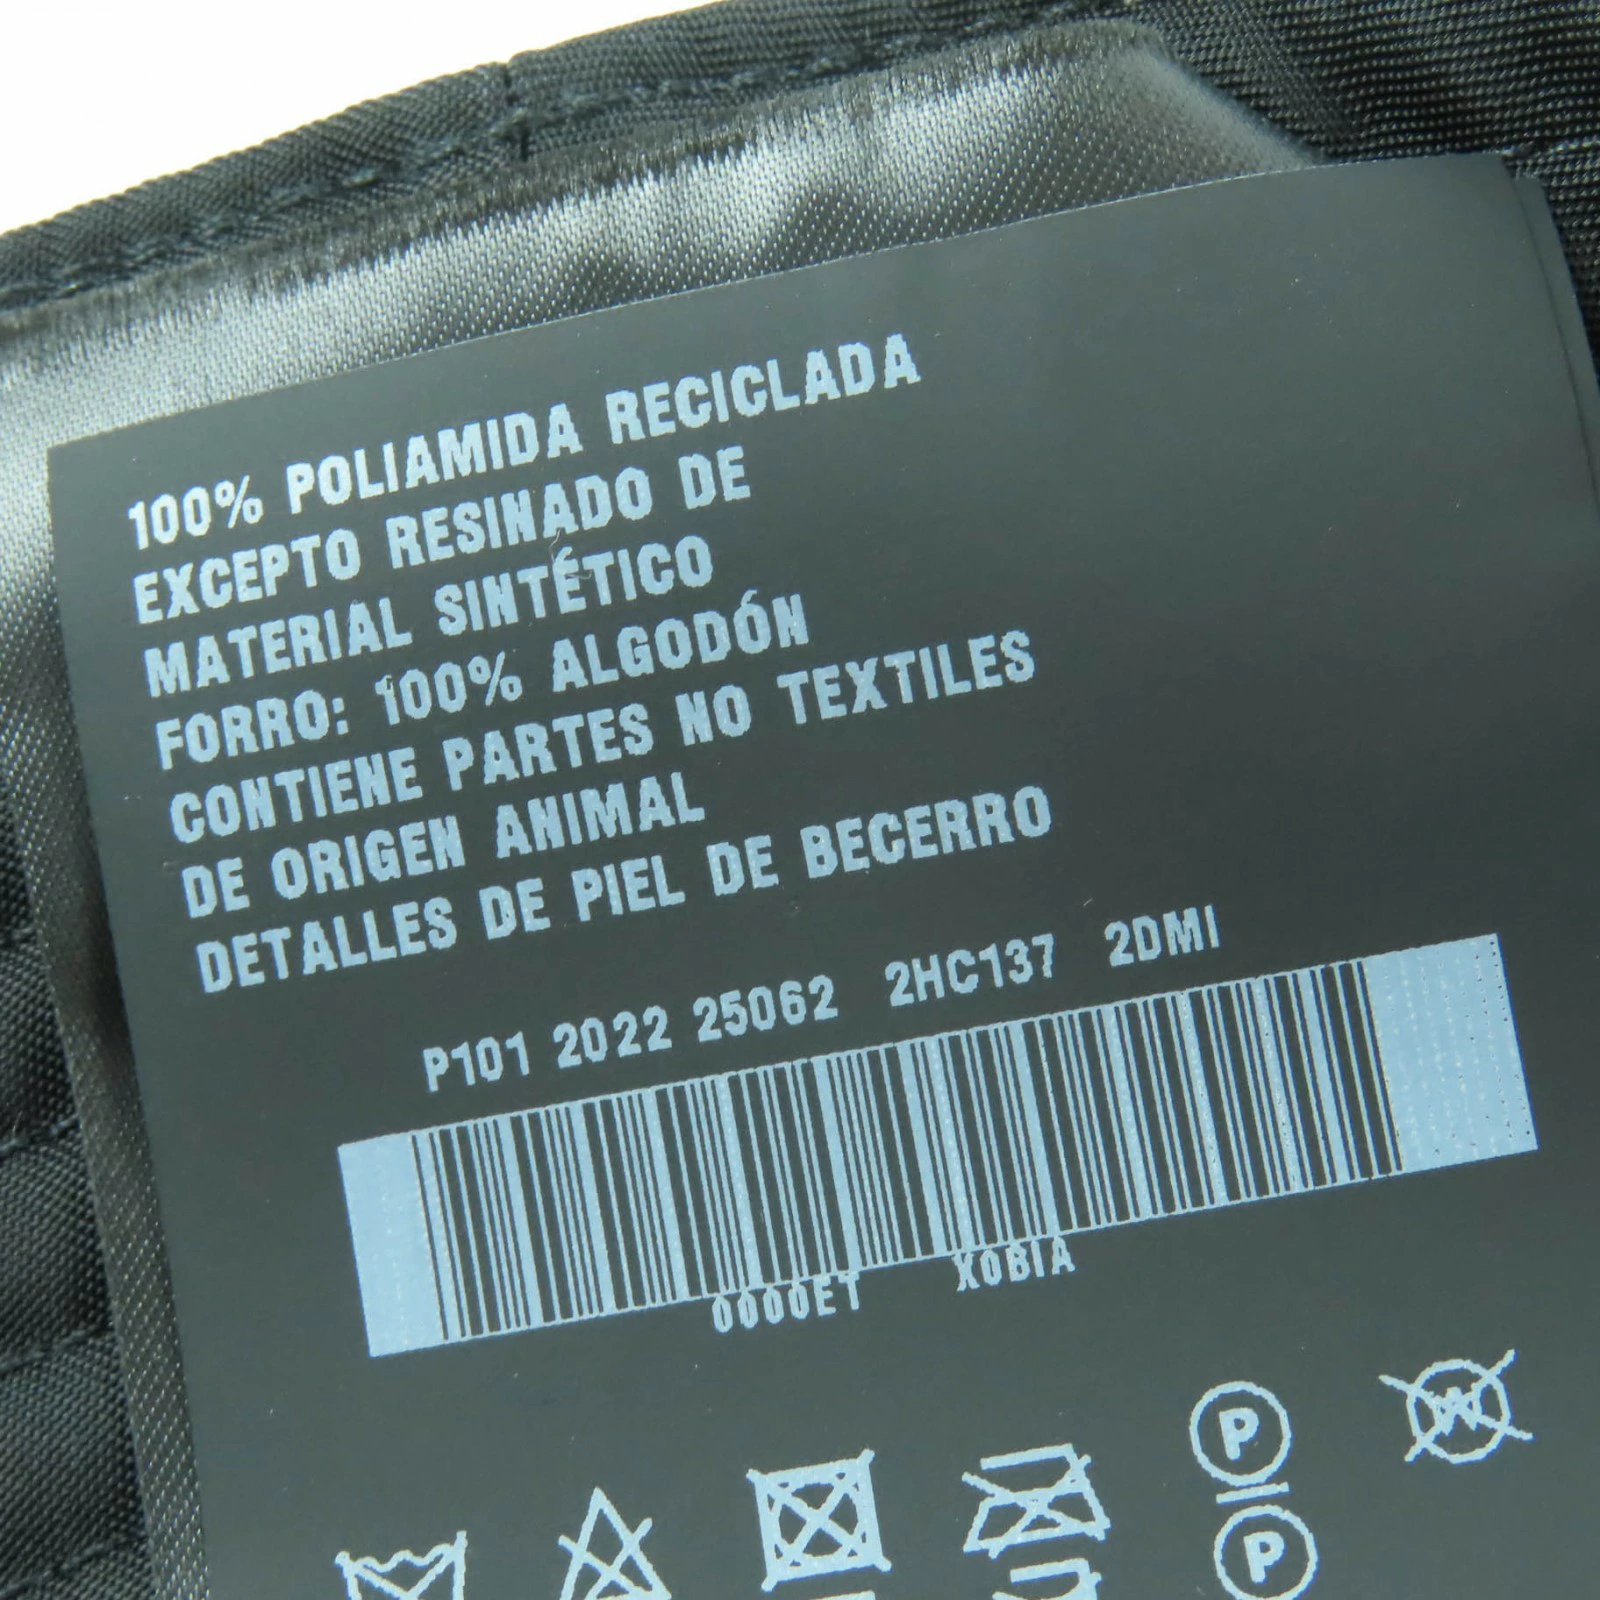 100% POLIAMIDA RECICLADA
EXCEPTO RESINADO DE
MATERIAL SINTÉTICO
FORRO: 100% ALGODÓN
CONTIENE PARTES NO TEXTILES
DE ORIGEN ANIMAL
DETALLES DE PIEL DE BECERRO
P101 2022 25062 2HC137 2DMI
0000ET X0BIA
P W
P